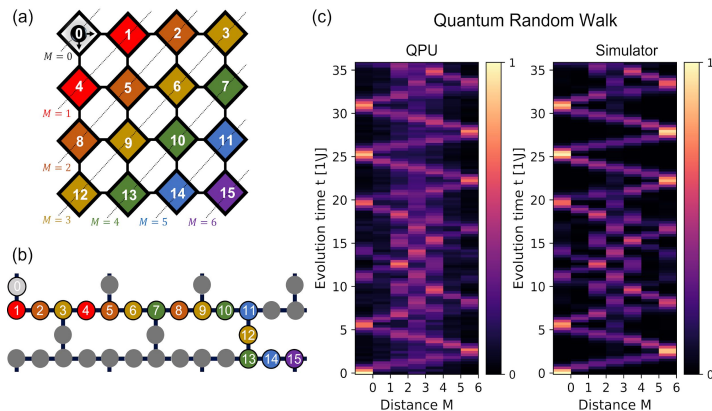 (a)
0 1 2 3
M = 0
4 5 6 7
M = 1
8 9 10 11
M = 2
12 13 14 15
M = 3 M = 4 M = 5 M = 6
(b)
0
1 2 3 4 5 6 7 8 9 10 11
12
13 14 15
(c)
Quantum Random Walk
QPU
Evolution time t [1\J]
35
30
25
20
15
10
5
0
0 1 2 3 4 5 6
Distance M
1
0
Simulator
Evolution time t [1\J]
35
30
25
20
15
10
5
0
0 1 2 3 4 5 6
Distance M
1
0